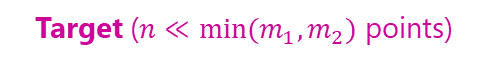 Target (n ≪ min(m₁, m₂) points)